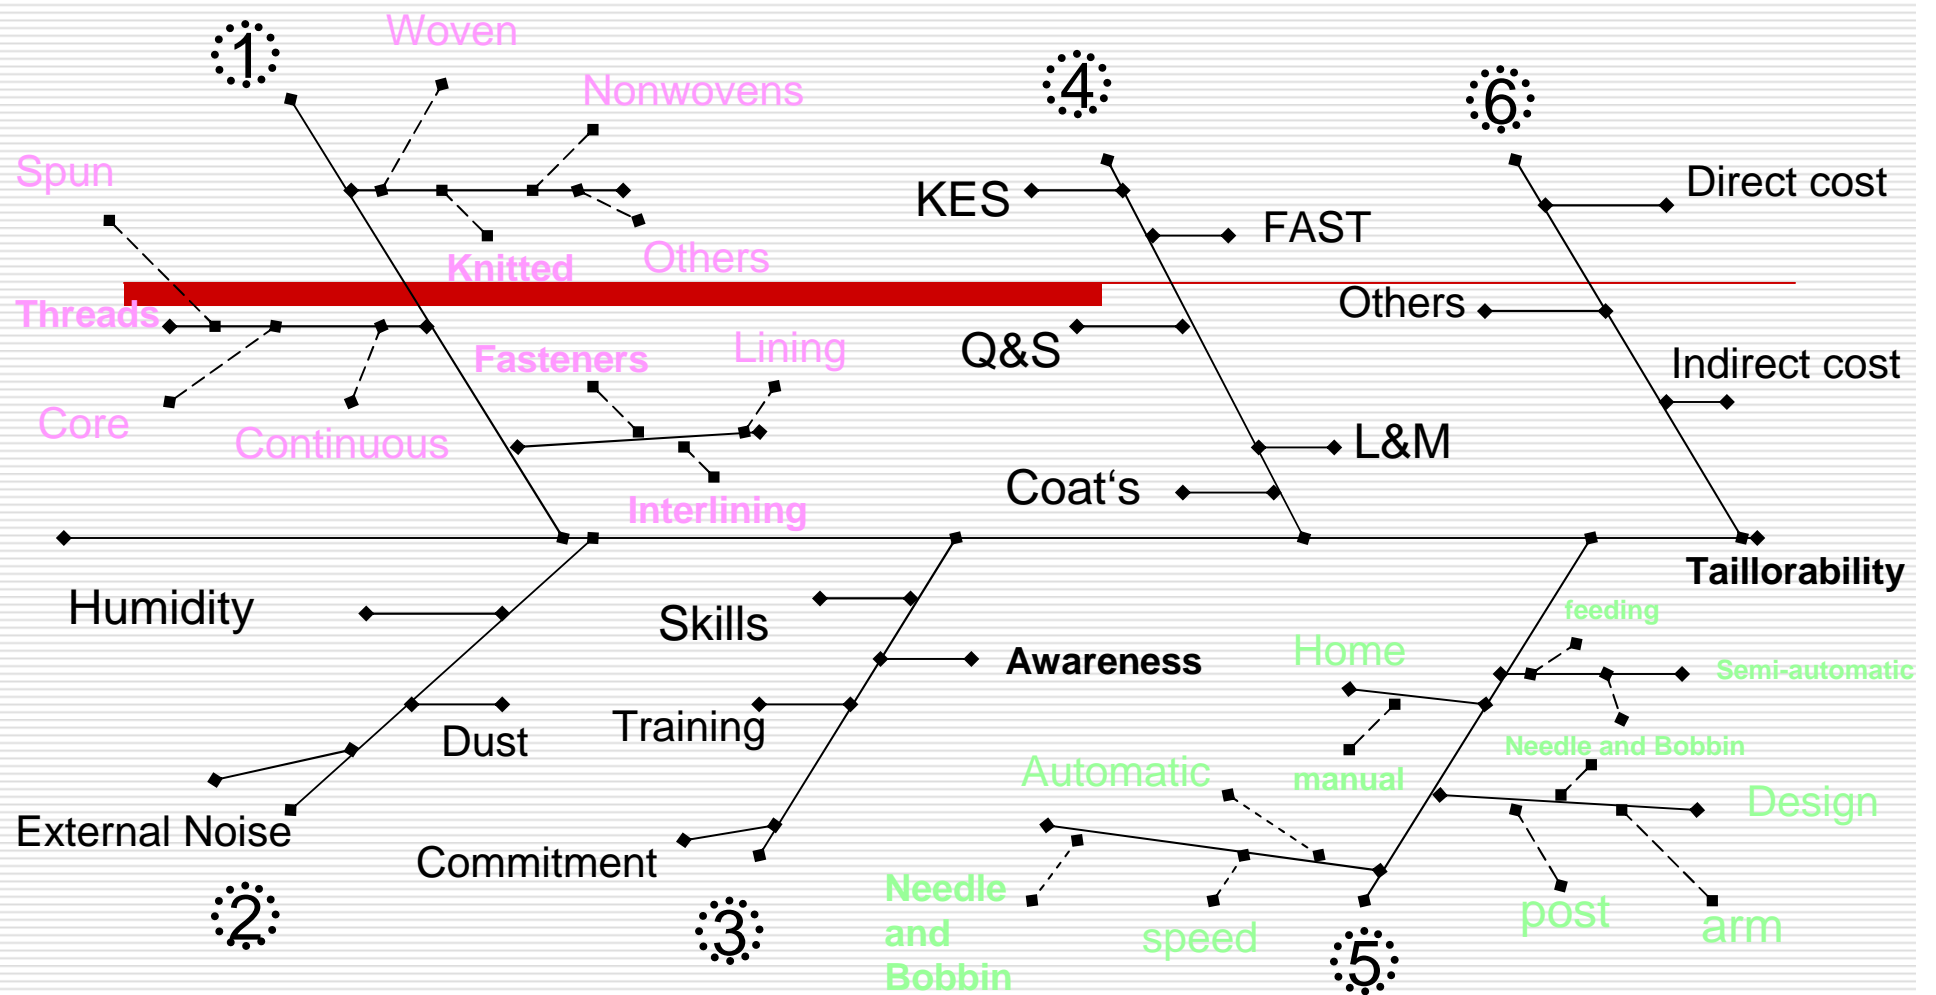 1
Woven
Nonwovens
4
6
Spun
KES
FAST
Direct cost
Knitted
Others
Threads
Others
Fasteners
Lining
Q&S
Indirect cost
Core
Continuous
L&M
Coat‘s
Interlining
Taillorability
Humidity
Skills
feeding
Home
Awareness
Semi-automatic
Dust
Training
Needle and Bobbin
Automatic
manual
Design
External Noise
Commitment
Needle
and
Bobbin
2
3
speed
post
arm
5